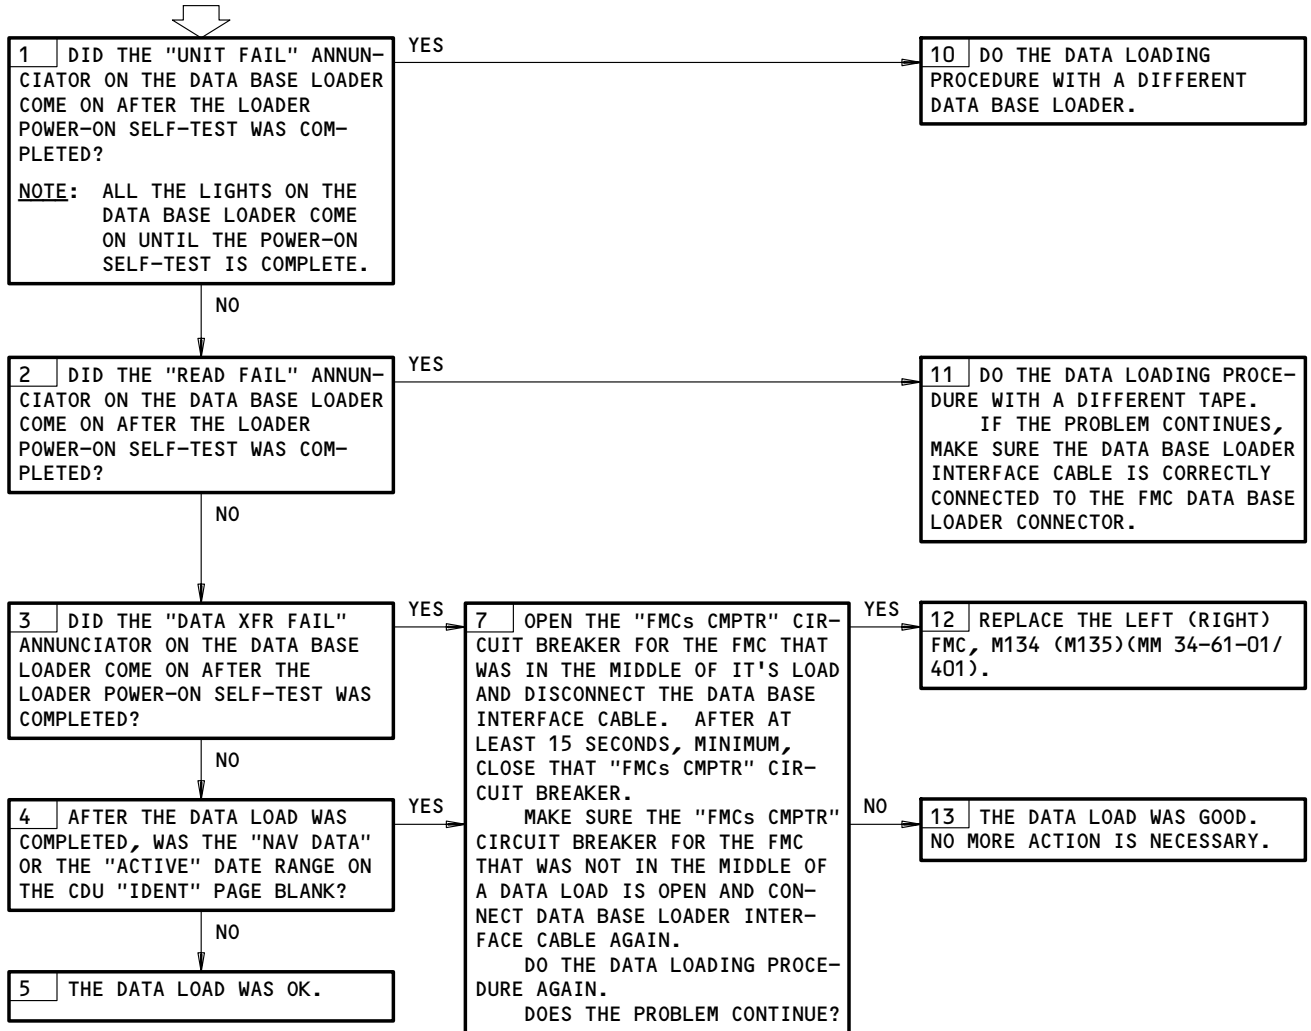 1 DID THE "UNIT FAIL" ANNUN-
CIATOR ON THE DATA BASE LOADER
COME ON AFTER THE LOADER
POWER-ON SELF-TEST WAS COM-
PLETED?
NOTE: ALL THE LIGHTS ON THE
DATA BASE LOADER COME
ON UNTIL THE POWER-ON
SELF-TEST IS COMPLETE.
YES
10 DO THE DATA LOADING
PROCEDURE WITH A DIFFERENT
DATA BASE LOADER.
NO
2 DID THE "READ FAIL" ANNUN-
CIATOR ON THE DATA BASE LOADER
COME ON AFTER THE LOADER
POWER-ON SELF-TEST WAS COM-
PLETED?
YES
11 DO THE DATA LOADING PROCE-
DURE WITH A DIFFERENT TAPE.
IF THE PROBLEM CONTINUES,
MAKE SURE THE DATA BASE LOADER
INTERFACE CABLE IS CORRECTLY
CONNECTED TO THE FMC DATA BASE
LOADER CONNECTOR.
NO
3 DID THE "DATA XFR FAIL"
ANNUNCIATOR ON THE DATA BASE
LOADER COME ON AFTER THE
LOADER POWER-ON SELF-TEST WAS
COMPLETED?
YES
NO
4 AFTER THE DATA LOAD WAS
COMPLETED, WAS THE "NAV DATA"
OR THE "ACTIVE" DATE RANGE ON
THE CDU "IDENT" PAGE BLANK?
YES
NO
5 THE DATA LOAD WAS OK.
7 OPEN THE "FMCs CMPTR" CIR-
CUIT BREAKER FOR THE FMC THAT
WAS IN THE MIDDLE OF IT'S LOAD
AND DISCONNECT THE DATA BASE
INTERFACE CABLE. AFTER AT
LEAST 15 SECONDS, MINIMUM,
CLOSE THAT "FMCs CMPTR" CIR-
CUIT BREAKER.
MAKE SURE THE "FMCs CMPTR"
CIRCUIT BREAKER FOR THE FMC
THAT WAS NOT IN THE MIDDLE OF
A DATA LOAD IS OPEN AND CON-
NECT DATA BASE LOADER INTER-
FACE CABLE AGAIN.
DO THE DATA LOADING PROCE-
DURE AGAIN.
DOES THE PROBLEM CONTINUE?
YES
12 REPLACE THE LEFT (RIGHT)
FMC, M134 (M135)(MM 34-61-01/
401).
NO
13 THE DATA LOAD WAS GOOD.
NO MORE ACTION IS NECESSARY.